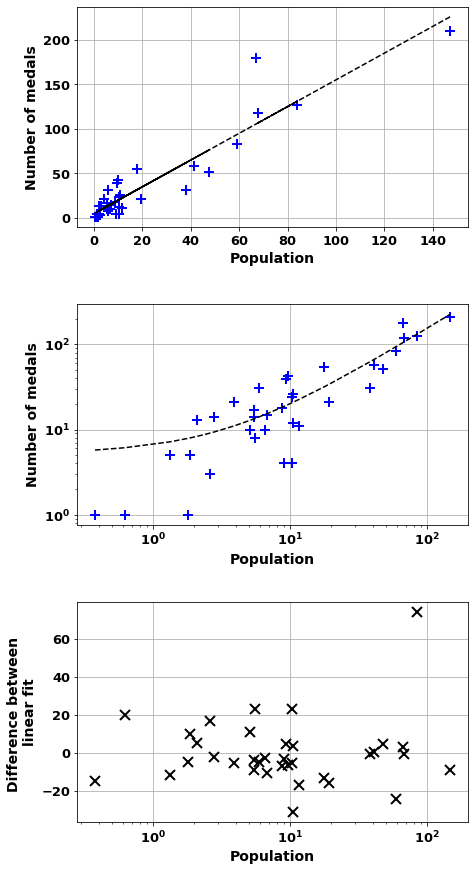 200
150
100
50
0
Number of medals
0 20 40 60 80 100 120 140
Population
10²
10¹
10⁰
Number of medals
10⁰ 10¹ 10²
Population
60
40
20
0
−20
Difference between
linear fit
10⁰ 10¹ 10²
Population